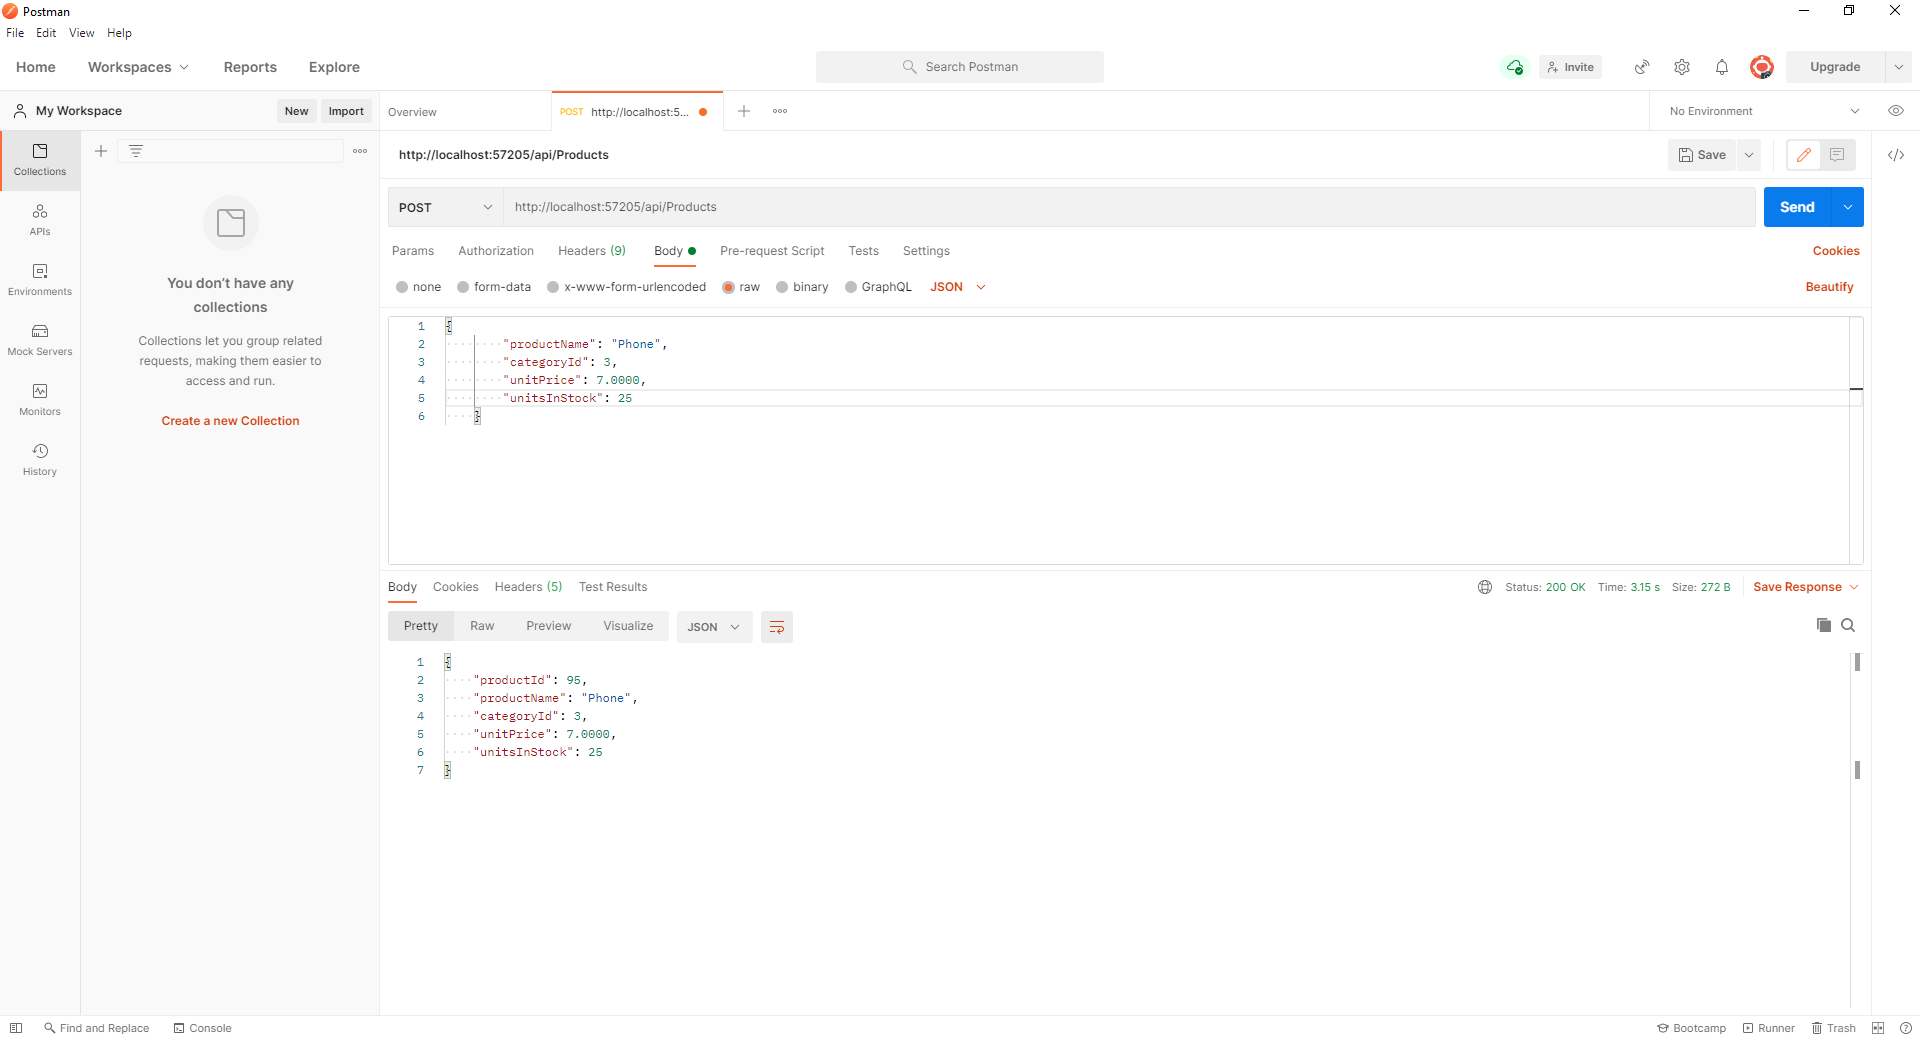 Postman
File Edit View Help
Home Workspaces Reports Explore Search Postman Invite Upgrade
My Workspace New Import Overview POST http://localhost:5... No Environment
Collections
http://localhost:57205/api/Products Save
POST http://localhost:57205/api/Products Send
APIs
Params Authorization Headers (9) Body Pre-request Script Tests Settings Cookies
Environments
none form-data x-www-form-urlencoded raw binary GraphQL JSON Beautify
You don't have any
collections
Collections let you group related
requests, making them easier to
access and run.
Create a new Collection
Mock Servers
Monitors
History
1 {
2 "productName": "Phone",
3 "categoryId": 3,
4 "unitPrice": 7.0000,
5 "unitsInStock": 25
6 }
Body Cookies Headers (5) Test Results Status: 200 OK Time: 3.15 s Size: 272 B Save Response
Pretty Raw Preview Visualize JSON
1 {
2 "productId": 95,
3 "productName": "Phone",
4 "categoryId": 3,
5 "unitPrice": 7.0000,
6 "unitsInStock": 25
7 }
Find and Replace Console Bootcamp Runner Trash